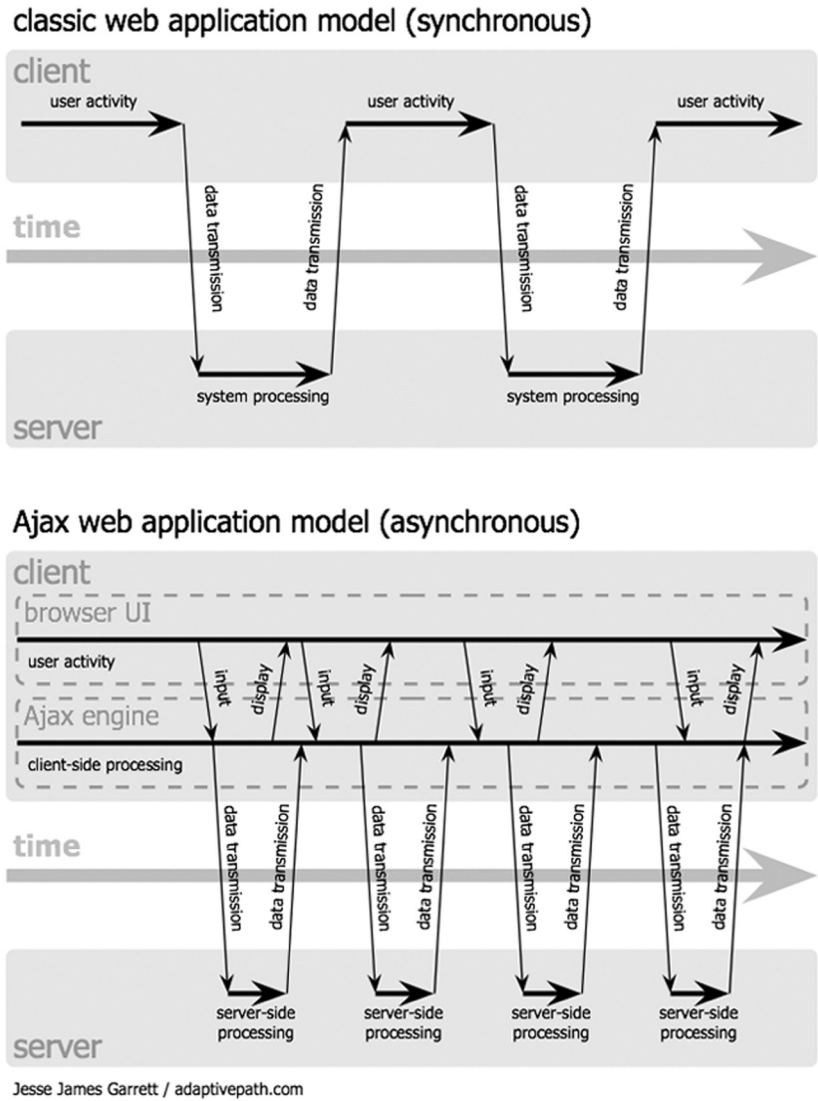 classic web application model (synchronous)
client
user activity
user activity
user activity
data transmission
data transmission
data transmission
data transmission
time
system processing
system processing
server
Ajax web application model (asynchronous)
client
browser UI
user activity
input
display
input
display
input
display
input
display
Ajax engine
client-side processing
data transmission
data transmission
data transmission
data transmission
data transmission
data transmission
data transmission
data transmission
time
server-side
processing
server-side
processing
server-side
processing
server-side
processing
server
Jesse James Garrett / adaptivepath.com